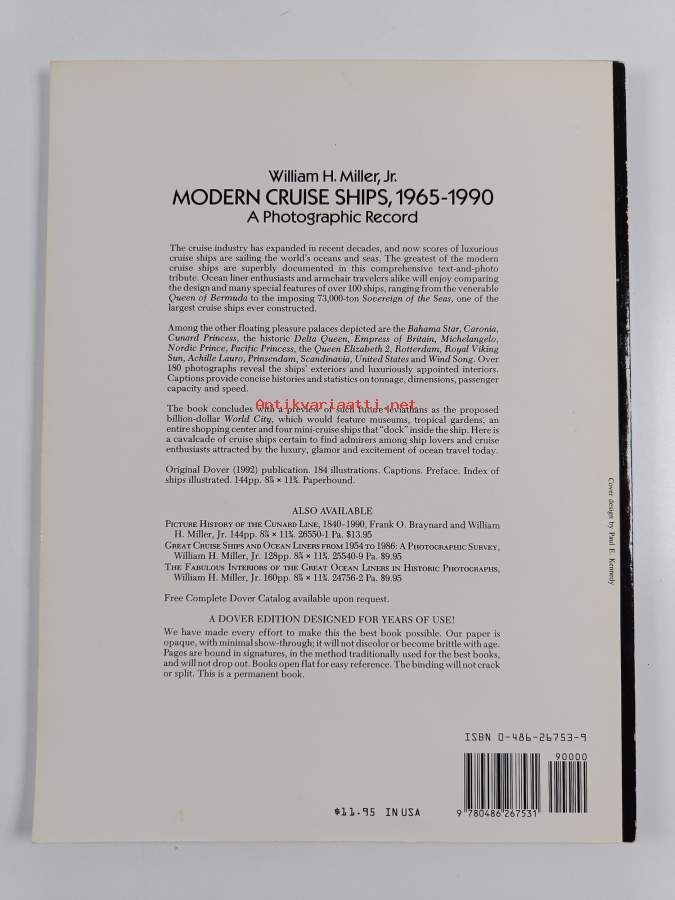 William H. Miller, Jr.
MODERN CRUISE SHIPS, 1965-1990
A Photographic Record
The cruise industry has expanded in recent decades, and now scores of luxurious
cruise ships are sailing the world's oceans and seas. The greatest of the modern
cruise ships are superbly documented in this comprehensive text-and-photo
tribute. Ocean liner enthusiasts and armchair travelers alike will enjoy comparing
the design and many special features of over 100 ships, ranging from the venerable
Queen of Bermuda to the imposing 73,000-ton Sovereign of the Seas, one of the
largest cruise ships ever constructed.
Among the other floating pleasure palaces depicted are the Bahama Star, Caronia,
Cunard Princess, the historic Delta Queen, Empress of Britain, Michelangelo,
Nordic Prince, Pacific Princess, the Queen Elizabeth 2, Rotterdam, Royal Viking
Sun, Achille Lauro, Prinsendam, Scandinavia, United States and Wind Song. Over
180 photographs reveal the ships' exteriors and luxuriously appointed interiors.
Captions provide concise histories and statistics on tonnage, dimensions, passenger
capacity and speed.
Antikvariaatti.net
The book concludes with a preview of such future leviathans as the proposed
billion-dollar World City, which would feature museums, tropical gardens, an
entire shopping center and four mini-cruise ships that "dock" inside the ship. Here is
a cavalcade of cruise ships certain to find admirers among ship lovers and cruise
enthusiasts attracted by the luxury, glamor and excitement of ocean travel today.
Original Dover (1992) publication. 184 illustrations. Captions. Preface. Index of
ships illustrated. 144pp. 8⅜ × 11¼. Paperbound.
ALSO AVAILABLE
PICTURE HISTORY OF THE CUNARD LINE, 1840–1990, Frank O. Braynard and William
H. Miller, Jr. 144pp. 8⅜ × 11¼. 26550-1 Pa. $13.95
GREAT CRUISE SHIPS AND OCEAN LINERS FROM 1954 TO 1986: A PHOTOGRAPHIC SURVEY,
William H. Miller, Jr. 128pp. 8⅜ × 11¼. 25540-9 Pa. $9.95
THE FABULOUS INTERIORS OF THE GREAT OCEAN LINERS IN HISTORIC PHOTOGRAPHS,
William H. Miller, Jr. 160pp. 8⅜ × 11¼. 24756-2 Pa. $9.95
Free Complete Dover Catalog available upon request.
A DOVER EDITION DESIGNED FOR YEARS OF USE!
We have made every effort to make this the best book possible. Our paper is
opaque, with minimal show-through; it will not discolor or become brittle with age.
Pages are bound in signatures, in the method traditionally used for the best books,
and will not drop out. Books open flat for easy reference. The binding will not crack
or split. This is a permanent book.
Cover design by Paul E. Kennedy
ISBN 0-486-26753-9
90000
9 780486 267531
$11.95 IN USA